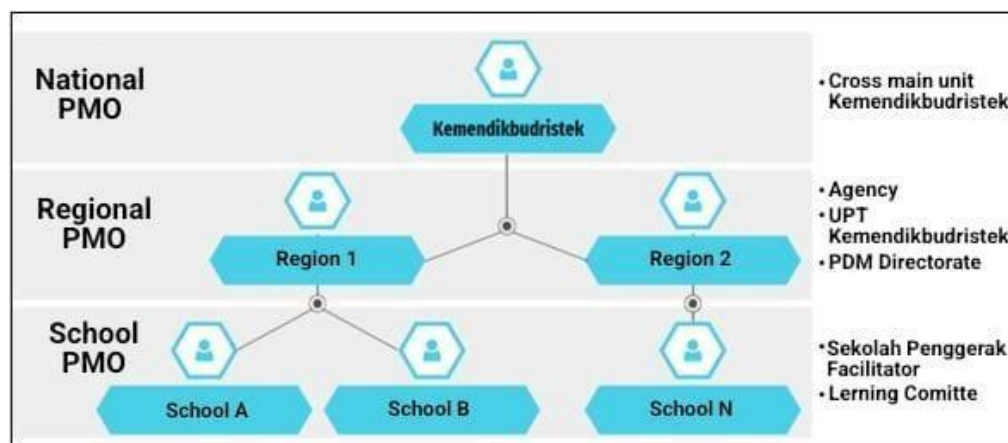 National
PMO
Kemendikbudristek
• Cross main unit
Kemendikbudristek
Regional
PMO
Region 1
Region 2
• Agency
• UPT
Kemendikbudristek
• PDM Directorate
School
PMO
School A
School B
School N
• Sekolah Penggerak
Facilitator
• Lerning Comitte